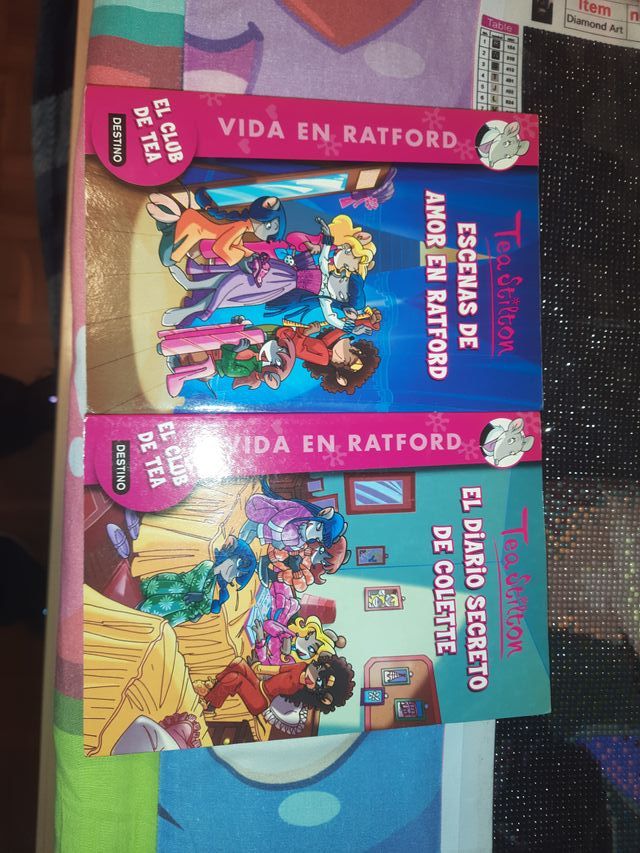 VIDA EN RATFORD
EL CLUB
DE TEA
DESTINO
Tea Stilton
ESCENAS DE
AMOR EN RATFORD
VIDA EN RATFORD
EL CLUB
DE TEA
DESTINO
Tea Stilton
EL DIARIO SECRETO
DE COLETTE
Item
Diamond Art
Table